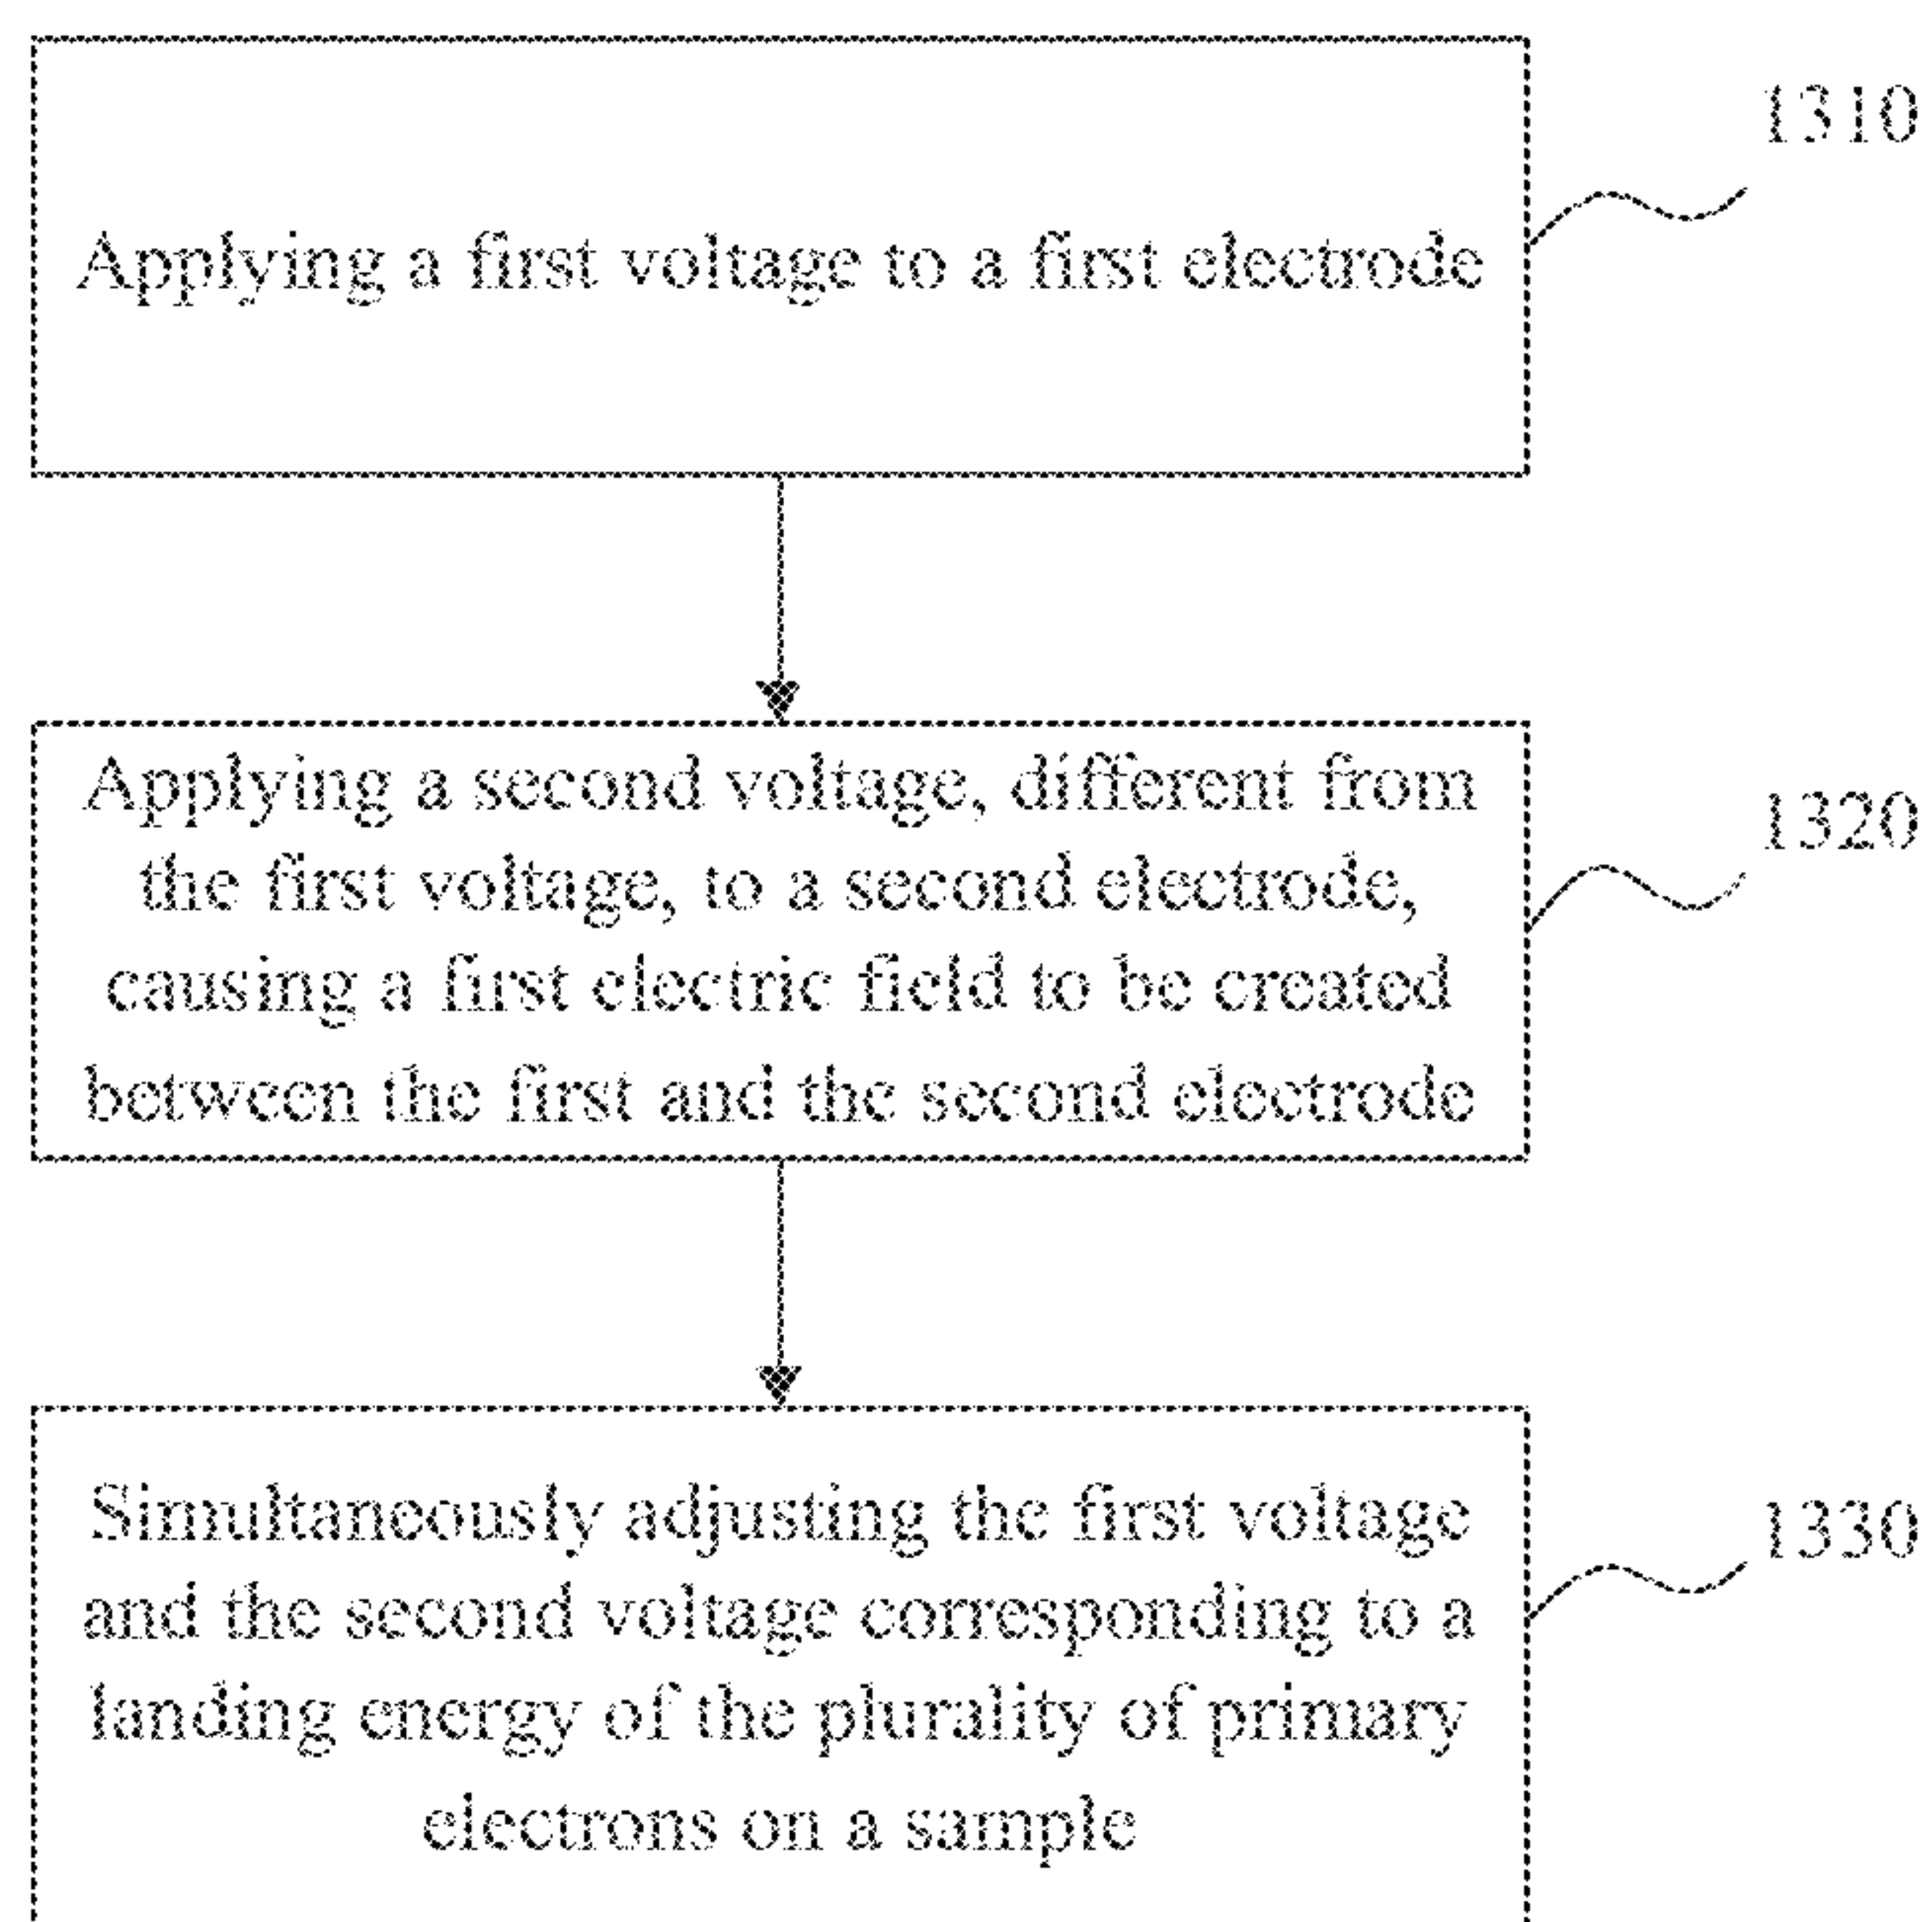 1310
Applying a first voltage to a first electrode
Applying a second voltage, different from
1320
the first voltage, to a second electrode,
causing a first electric field to be created
between the first and the second electrode
Simultaneously adjusting the first voltage
1330
and the second voltage corresponding to a
landing energy of the plurality of primary
electrons on a sample